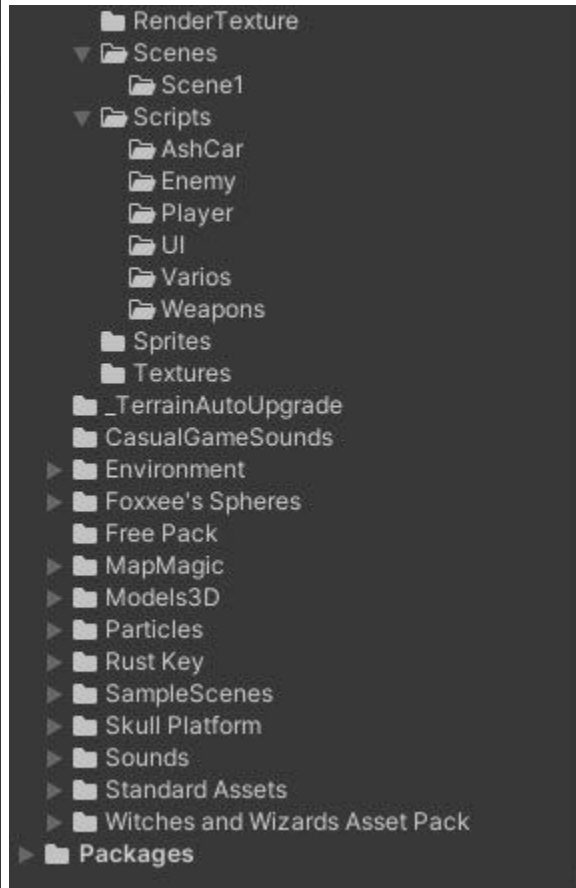 RenderTexture
Scenes
Scene1
Scripts
AshCar
Enemy
Player
UI
Varios
Weapons
Sprites
Textures
_TerrainAutoUpgrade
CasualGameSounds
Environment
Foxxee's Spheres
Free Pack
MapMagic
Models3D
Particles
Rust Key
SampleScenes
Skull Platform
Sounds
Standard Assets
Witches and Wizards Asset Pack
Packages